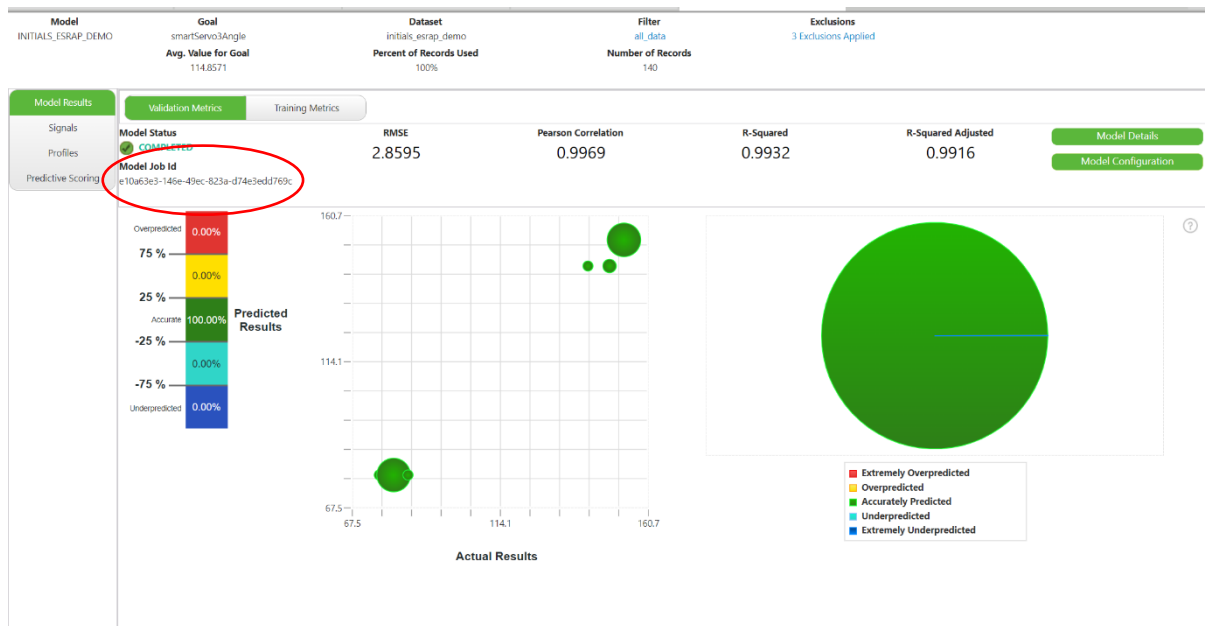 Model
INITIALS_ESRAP_DEMO
Goal
smartServo3Angle
Avg. Value for Goal
114.8571
Dataset
initials_esrap_demo
Percent of Records Used
100%
Filter
all_data
Number of Records
140
Exclusions
3 Exclusions Applied
Model Results
Signals
Profiles
Predictive Scoring
Validation Metrics
Training Metrics
Model Status
COMPLETED
Model Job Id
e10a63e3-146e-49ec-823a-d74e3edd769c
RMSE
2.8595
Pearson Correlation
0.9969
R-Squared
0.9932
R-Squared Adjusted
0.9916
Model Details
Model Configuration
Overpredicted
0.00%
75 %
0.00%
25 %
Accurate
100.00%
-25 %
0.00%
-75 %
Underpredicted
0.00%
Predicted
Results
160.7
114.1
67.5
67.5
114.1
160.7
Actual Results
?
Extremely Overpredicted
Overpredicted
Accurately Predicted
Underpredicted
Extremely Underpredicted